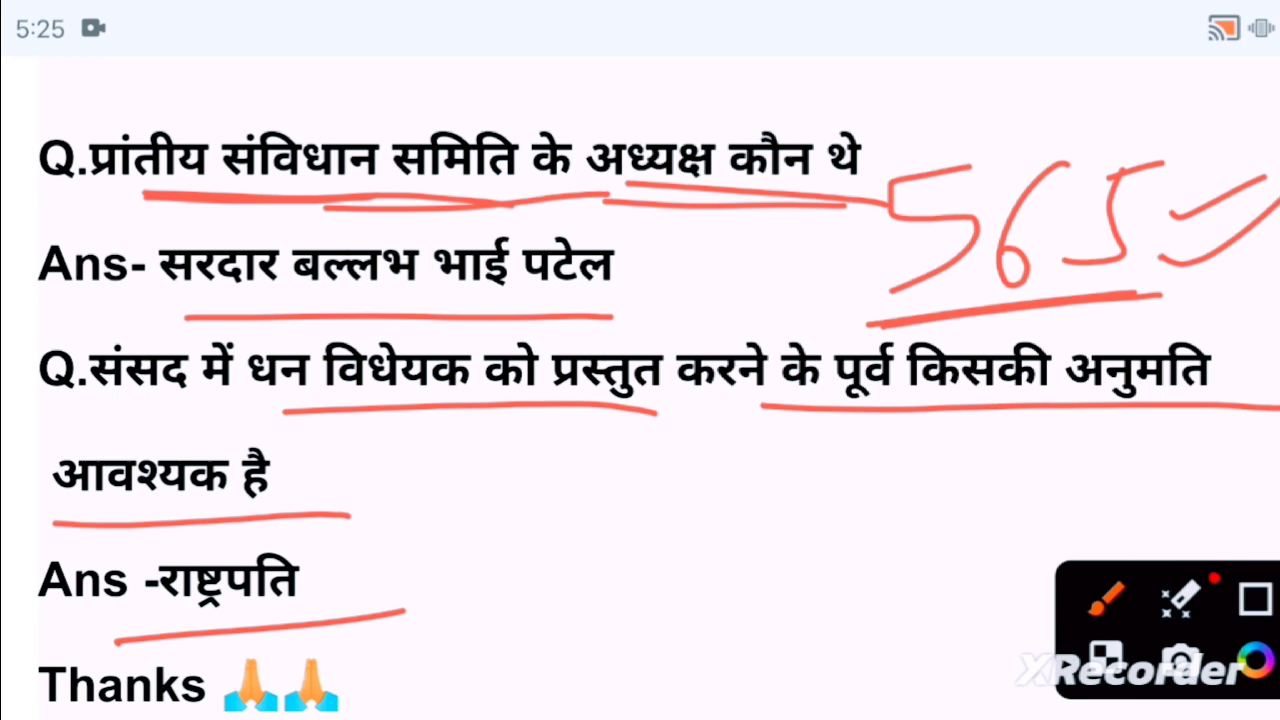 5:25
Q.प्रांतीय संविधान समिति के अध्यक्ष कौन थे
565
Ans- सरदार बल्लभ भाई पटेल
Q.संसद में धन विधेयक को प्रस्तुत करने के पूर्व किसकी अनुमति
आवश्यक है
Ans -राष्ट्रपति
Thanks 🙏🙏
XRecorder